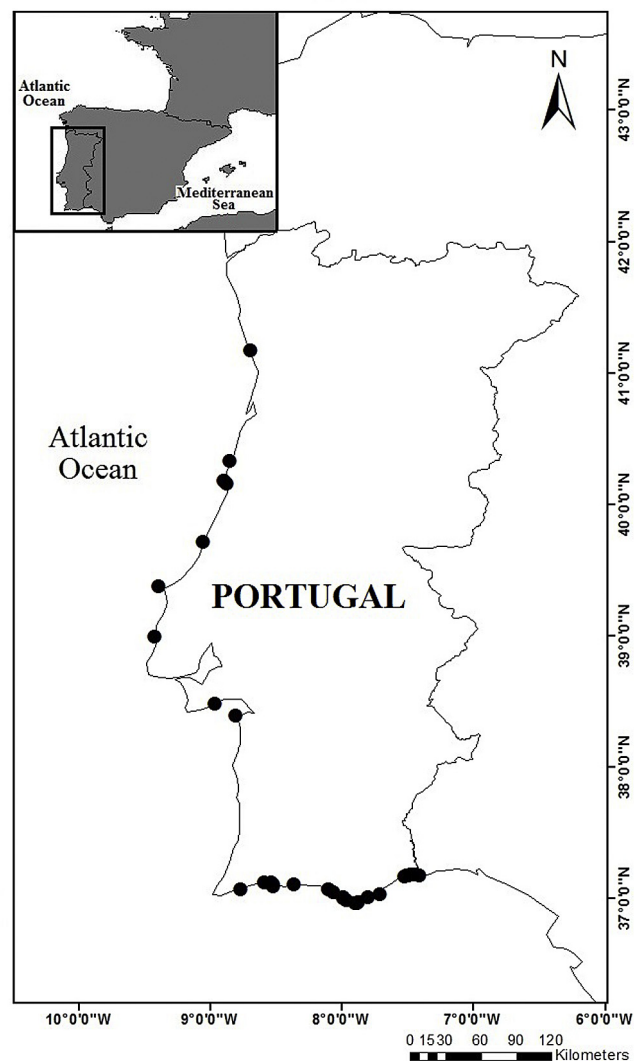 Atlantic
Ocean
Mediterranean
Sea
N
Atlantic
Ocean
PORTUGAL
43°0'0"N
42°0'0"N
41°0'0"N
40°0'0"N
39°0'0"N
38°0'0"N
37°0'0"N
10°0'0"W
9°0'0"W
8°0'0"W
7°0'0"W
6°0'0"W
0 15 30 60 90 120
Kilometers